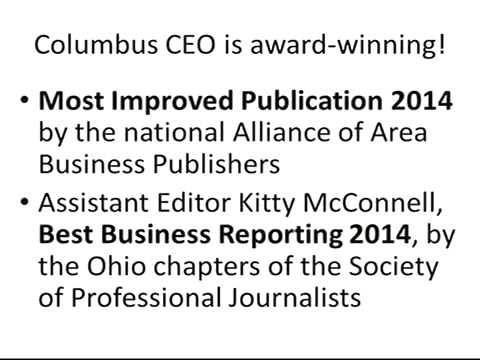 Columbus CEO is award-winning!
• Most Improved Publication 2014
by the national Alliance of Area
Business Publishers
• Assistant Editor Kitty McConnell,
Best Business Reporting 2014, by
the Ohio chapters of the Society
of Professional Journalists